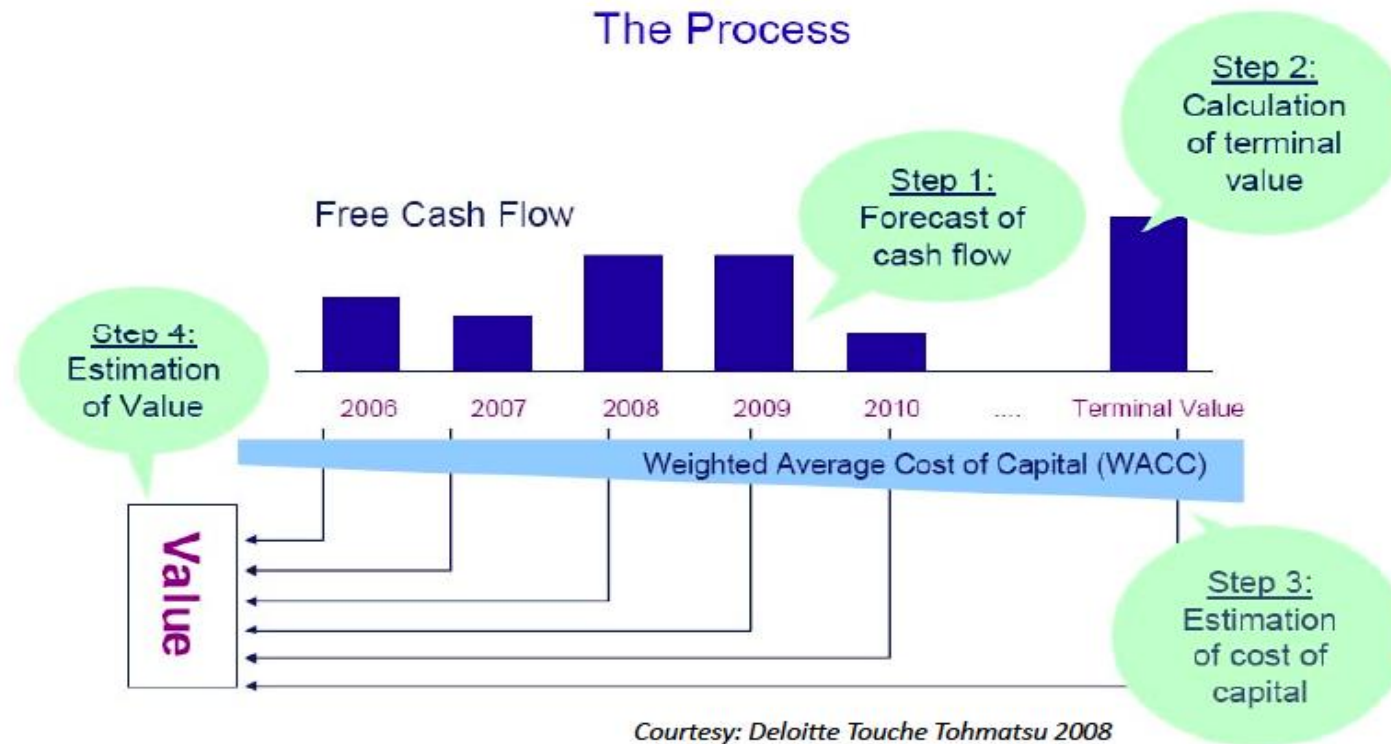 The Process
Step 2:
Calculation
of terminal
value
Step 1:
Forecast of
cash flow
Free Cash Flow
Step 4:
Estimation
of Value
2006 2007 2008 2009 2010 .... Terminal Value
Weighted Average Cost of Capital (WACC)
Value
Step 3:
Estimation
of cost of
capital
Courtesy: Deloitte Touche Tohmatsu 2008